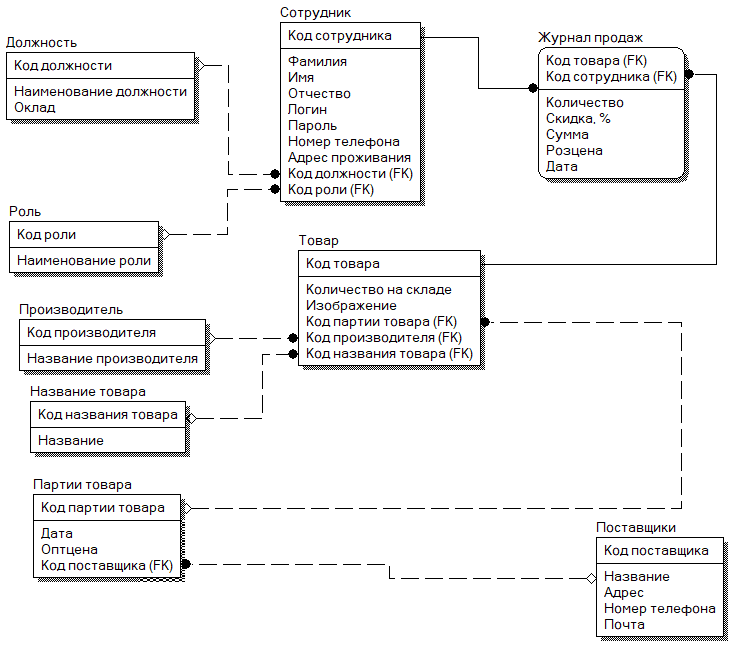 Сотрудник
Код сотрудника
Фамилия
Имя
Отчество
Логин
Пароль
Номер телефона
Адрес проживания
Код должности (FK)
Код роли (FK)
Должность
Код должности
Наименование должности
Оклад
Журнал продаж
Код товара (FK)
Код сотрудника (FK)
Количество
Скидка, %
Сумма
Розцена
Дата
Роль
Код роли
Наименование роли
Товар
Код товара
Количество на складе
Изображение
Код партии товара (FK)
Код производителя (FK)
Код названия товара (FK)
Производитель
Код производителя
Название производителя
Название товара
Код названия товара
Название
Партии товара
Код партии товара
Дата
Оптцена
Код поставщика (FK)
Поставщики
Код поставщика
Название
Адрес
Номер телефона
Почта